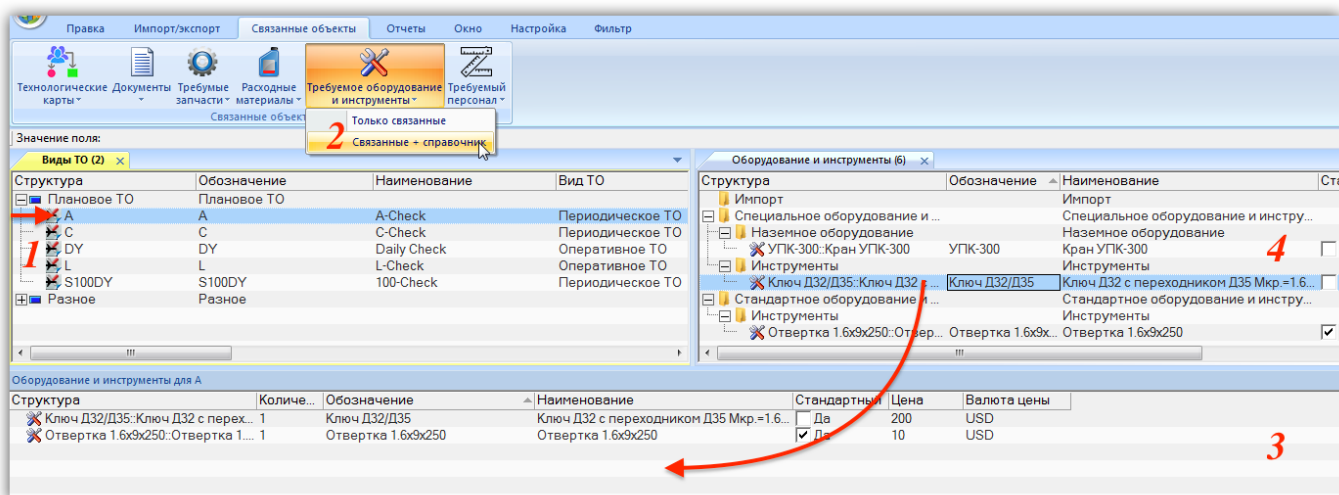 Правка Импорт/экспорт Связанные объекты Отчеты Окно Настройка Фильтр
Технологические карты Документы Требумые запчасти Расходные материалы Требуемое оборудование и инструменты Требуемый персонал
Связанные объект
Только связанные
2
Связанные + справочник
Значение поля:
Виды ТО (2)
Структура Обозначение Наименование Вид ТО
Плановое ТО Плановое ТО
A A A-Check Периодическое ТО
C C C-Check Периодическое ТО
1
DY DY Daily Check Оперативное ТО
L L L-Check Оперативное ТО
S100DY S100DY 100-Check Периодическое ТО
Разное Разное
Оборудование и инструменты (6)
Структура Обозначение Наименование Ста
Импорт Импорт
Специальное оборудование и ... Специальное оборудование и инстру...
Наземное оборудование Наземное оборудование
4
УПК-300::Кран УПК-300 УПК-300 Кран УПК-300
Инструменты Инструменты
Ключ Д32/Д35::Ключ Д32 с ... Ключ Д32/Д35 Ключ Д32 с переходником Д35 Мкр.=1.6...
Стандартное оборудование и ... Стандартное оборудование и инстру...
Инструменты Инструменты
Отвертка 1.6x9x250::Отвер... Отвертка 1.6x9x... Отвертка 1.6x9x250
Оборудование и инструменты для A
Структура Количе... Обозначение Наименование Стандартный Цена Валюта цены
Ключ Д32/Д35::Ключ Д32 с перех... 1 Ключ Д32/Д35 Ключ Д32 с переходником Д35 Мкр.=1.6... Да 200 USD
Отвертка 1.6x9x250::Отвертка 1.... 1 Отвертка 1.6x9x250 Отвертка 1.6x9x250 Да 10 USD
3